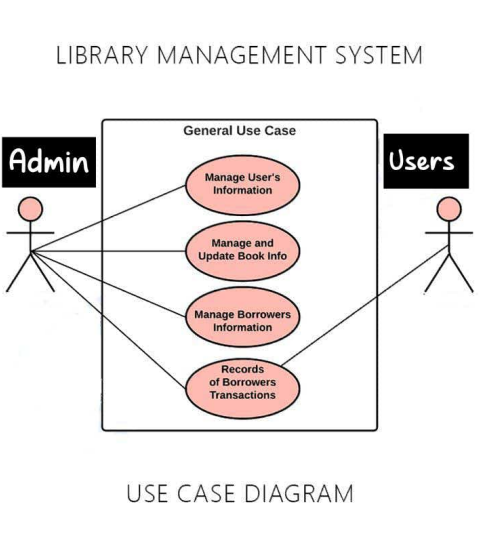 LIBRARY MANAGEMENT SYSTEM
General Use Case
Admin
Users
Manage User's
Information
Manage and
Update Book Info
Manage Borrowers
Information
Records
of Borrowers
Transactions
USE CASE DIAGRAM